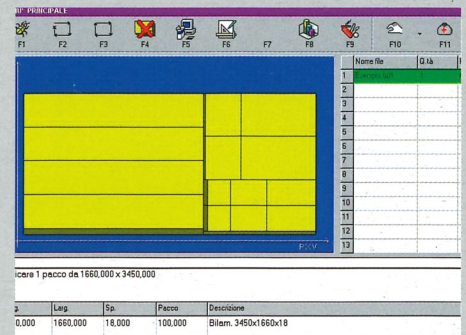 PRINCIPALE
F1 F2 F3 F4 F5 F6 F7 F8 F9 F10 F11
Nome file Q.tà
1
2
3
4
5
6
7
8
9
10
11
12
13
icare 1 pacco da 1660,000 x 3450,000
g. Larg. Sp. Pacco Descrizione
0,000 1660,000 18,000 100,000 Bilam. 3450x1660x18